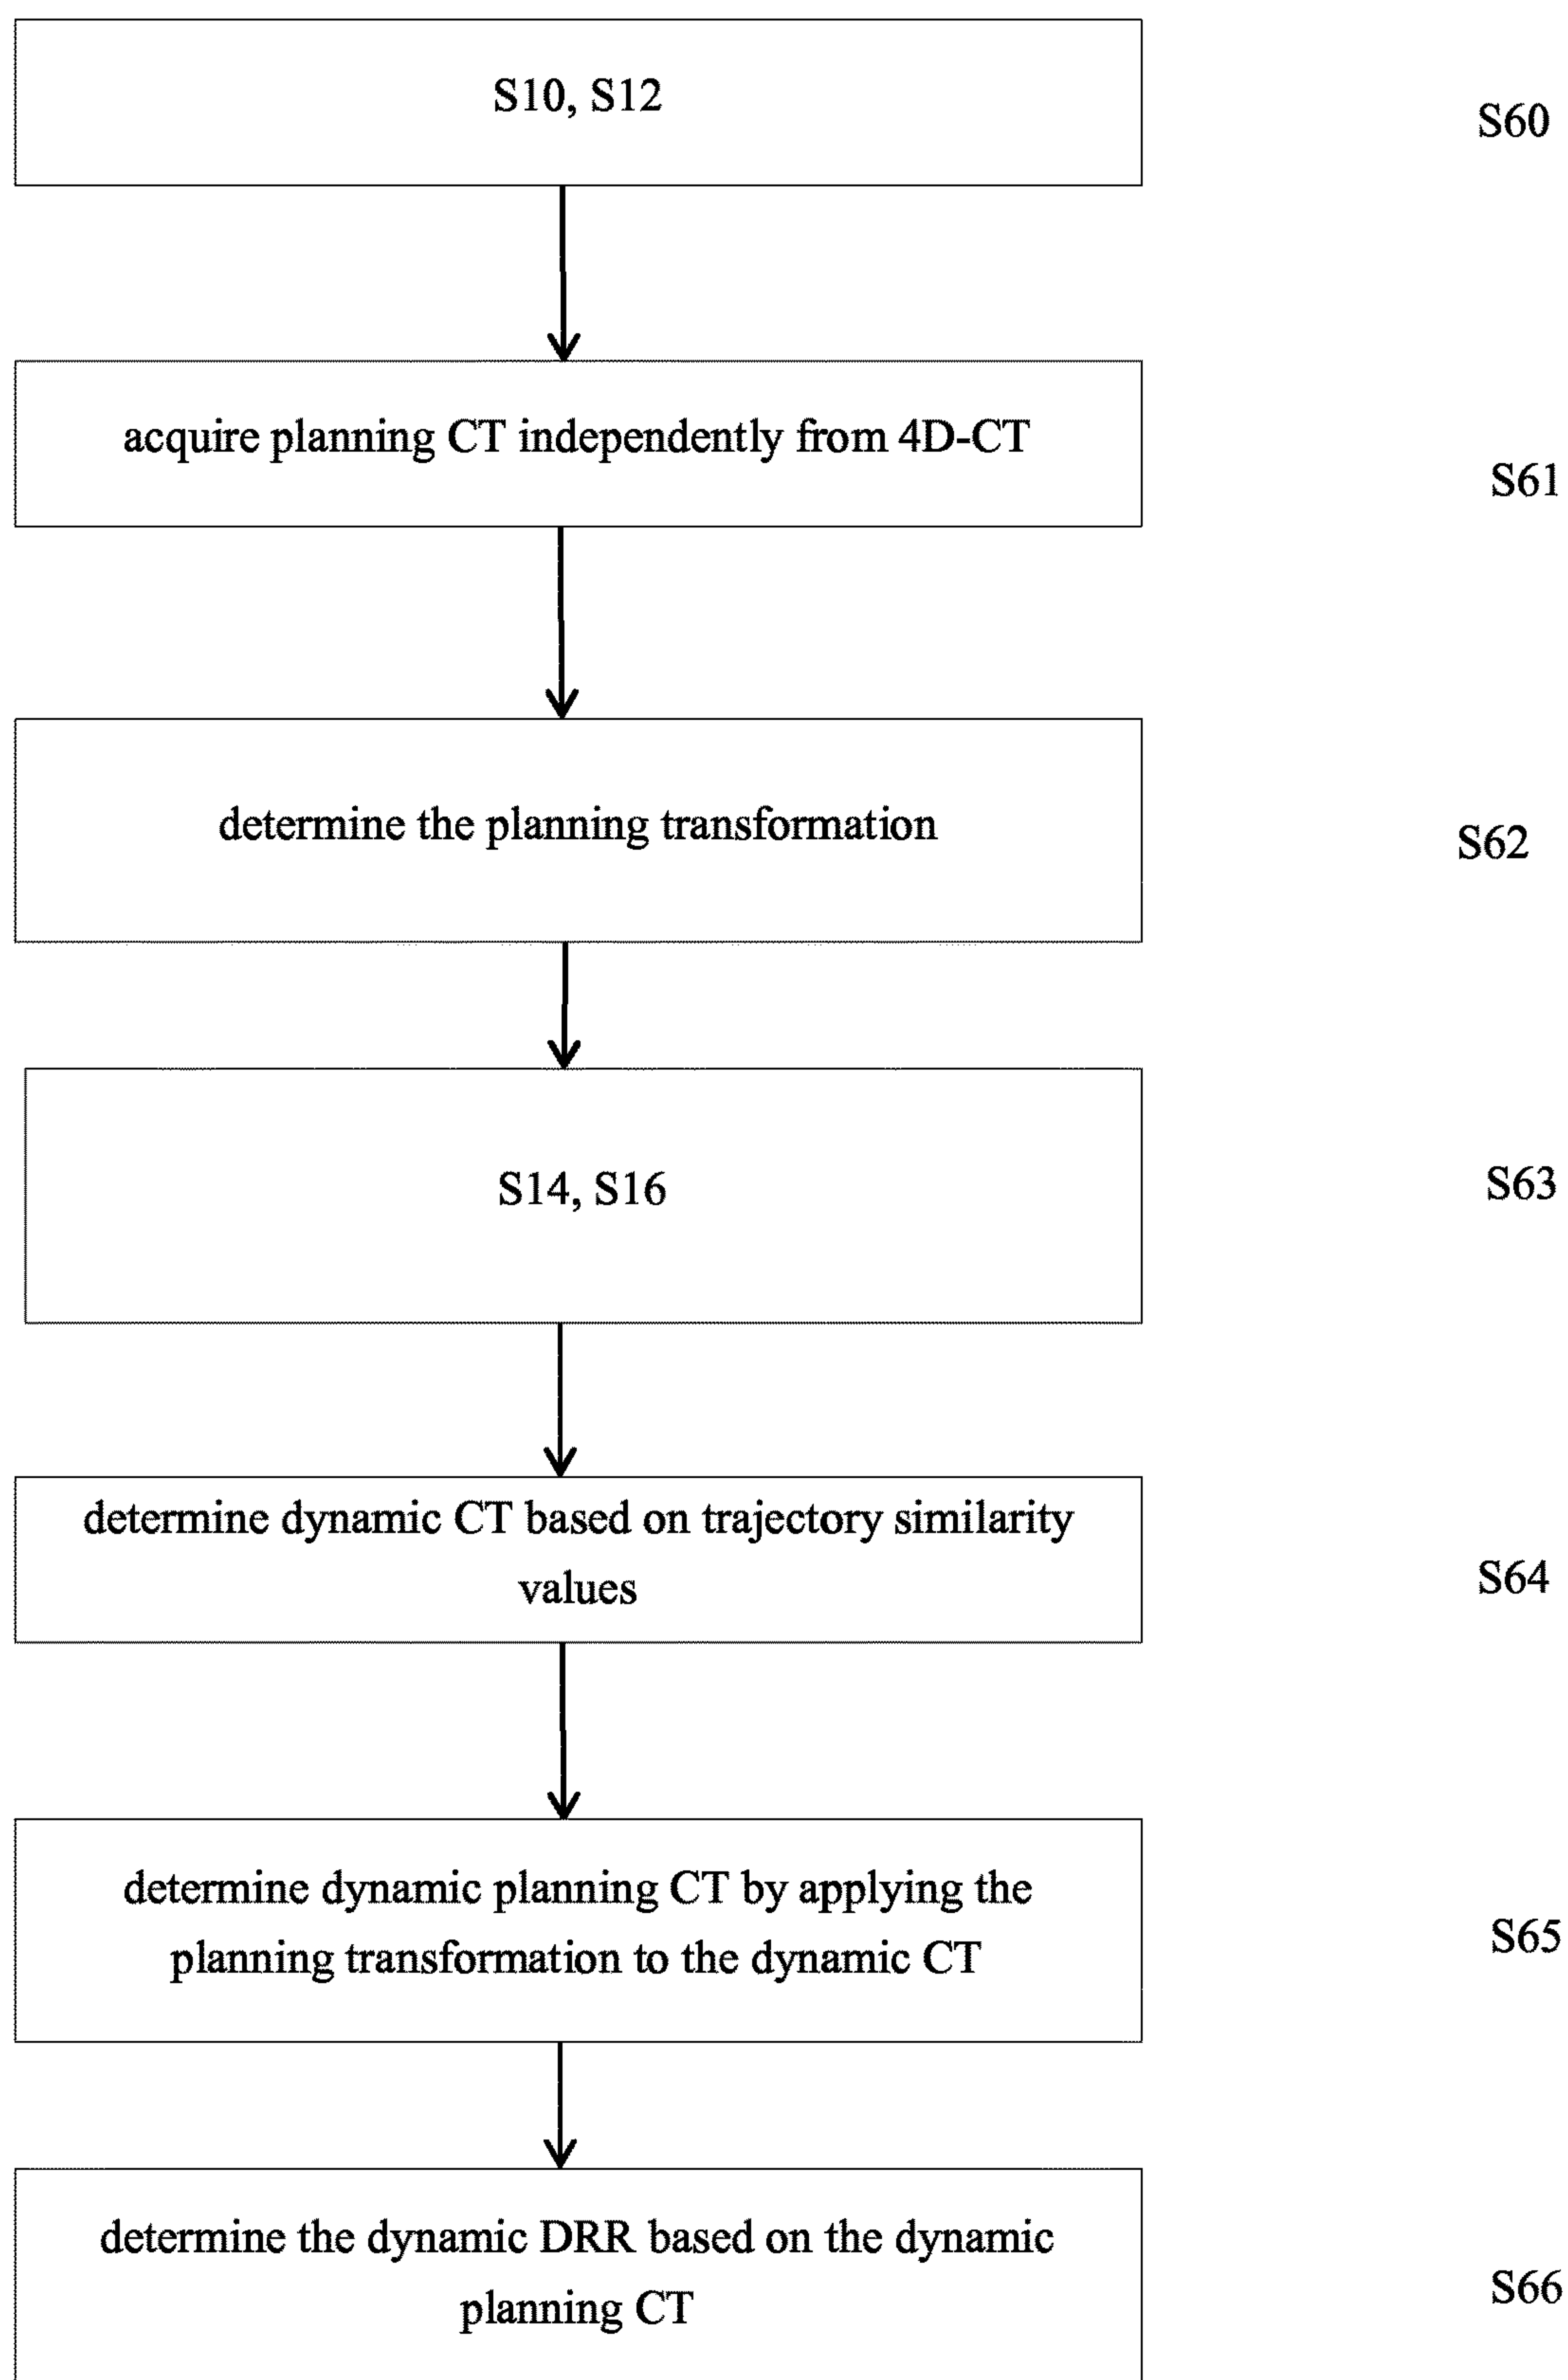 S10, S12
S60
acquire planning CT independently from 4D-CT
S61
determine the planning transformation
S62
S14, S16
S63
determine dynamic CT based on trajectory similarity
values
S64
determine dynamic planning CT by applying the
planning transformation to the dynamic CT
S65
determine the dynamic DRR based on the dynamic
planning CT
S66